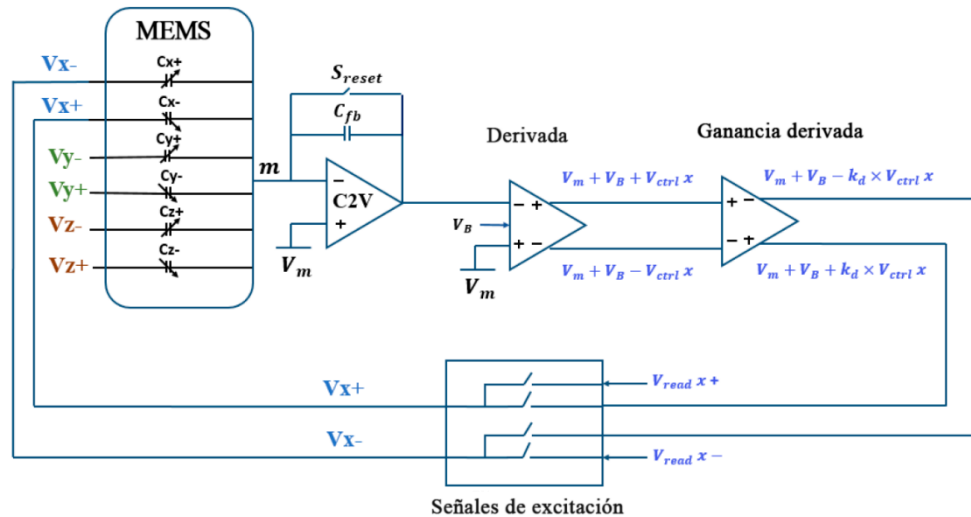 MEMS
Vx-
Cx+
Vx+
Cx-
Vy-
Cy+
Vy+
Cy-
Vz-
Cz+
Vz+
Cz-
m
S_reset
C_fb
−
C2V
+
V_m
Derivada
− +
V_B
+ −
V_m
V_m + V_B + V_ctrl x
V_m + V_B − V_ctrl x
Ganancia derivada
+ −
− +
V_m + V_B − k_d × V_ctrl x
V_m + V_B + k_d × V_ctrl x
Vx+
V_read x +
Vx-
V_read x −
Señales de excitación